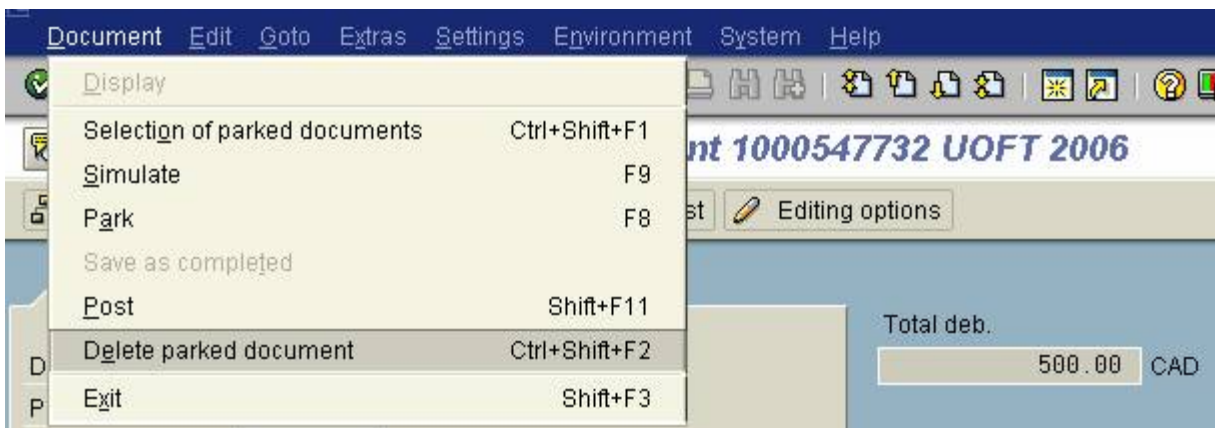 Document Edit Goto Extras Settings Environment System Help
Display
Selection of parked documents Ctrl+Shift+F1
nt 1000547732 UOFT 2006
Simulate F9
Park F8
st Editing options
Save as completed
Post Shift+F11
Total deb.
Delete parked document Ctrl+Shift+F2
D
500.00 CAD
Exit Shift+F3
P